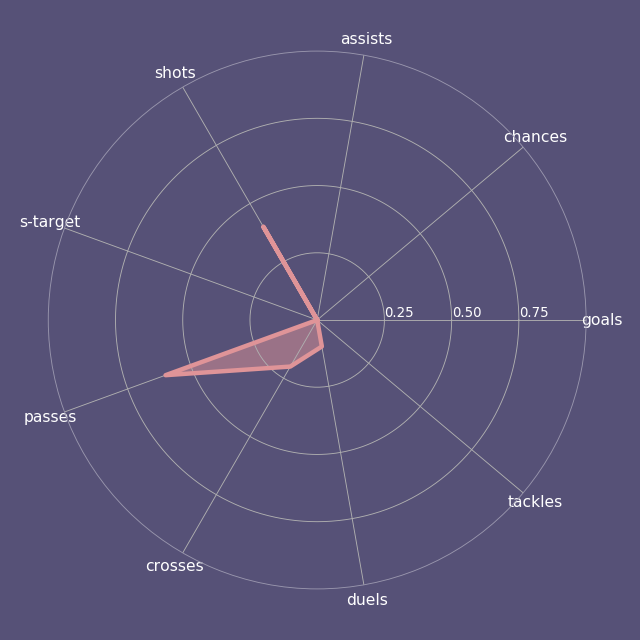 assists
shots
chances
s-target
0.25
0.50
0.75
goals
passes
tackles
crosses
duels